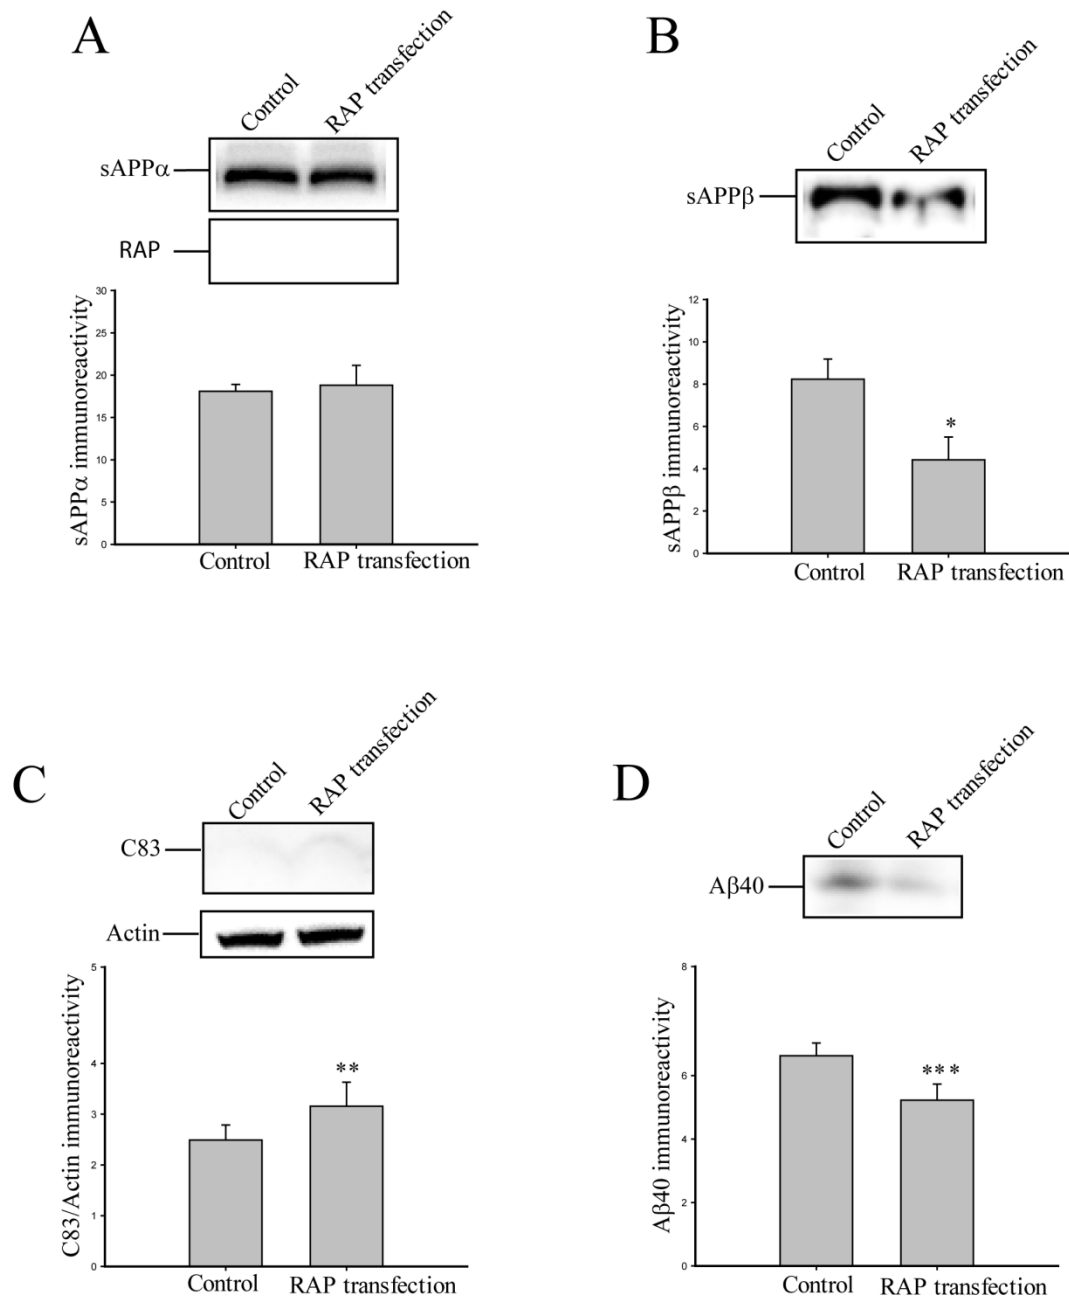 A
Control
RAP transfection
sAPPα
RAP
sAPPα immunoreactivity
30
25
20
15
10
5
0
Control
RAP transfection
B
Control
RAP transfection
sAPPβ
sAPPβ immunoreactivity
12
10
8
6
4
2
0
*
Control
RAP transfection
C
Control
RAP transfection
C83
Actin
C83/Actin immunoreactivity
5
4
3
2
1
0
**
Control
RAP transfection
D
Control
RAP transfection
Aβ40
Aβ40 immunoreactivity
8
6
4
2
0
***
Control
RAP transfection